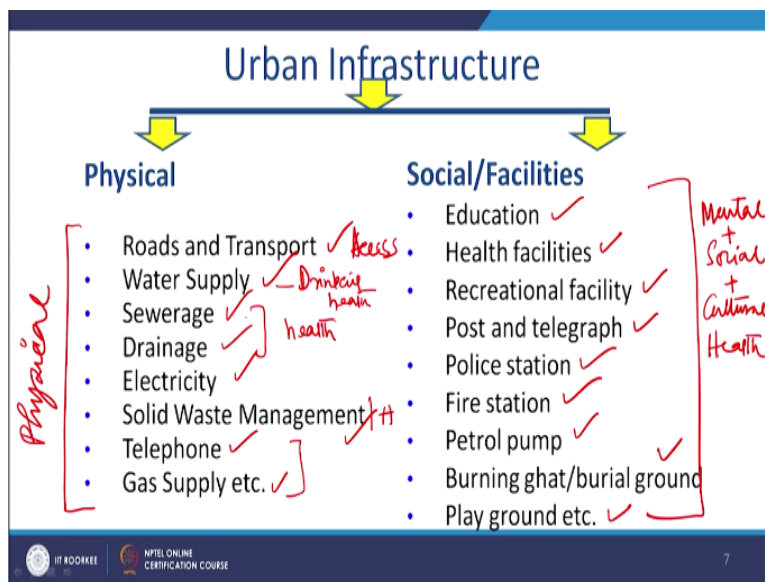 Urban Infrastructure
Physical
Roads and Transport Access
Water Supply – Drinking
health
Sewerage
Drainage health
Electricity
Solid Waste Management H
Telephone
Gas Supply etc.
Physical
Social/Facilities
Education
Health facilities
Recreational facility
Post and telegraph
Police station
Fire station
Petrol pump
Burning ghat/burial ground
Play ground etc.
Mental
+
Social
+
Cultural
Health
IIT ROORKEE
NPTEL ONLINE
CERTIFICATION COURSE
7